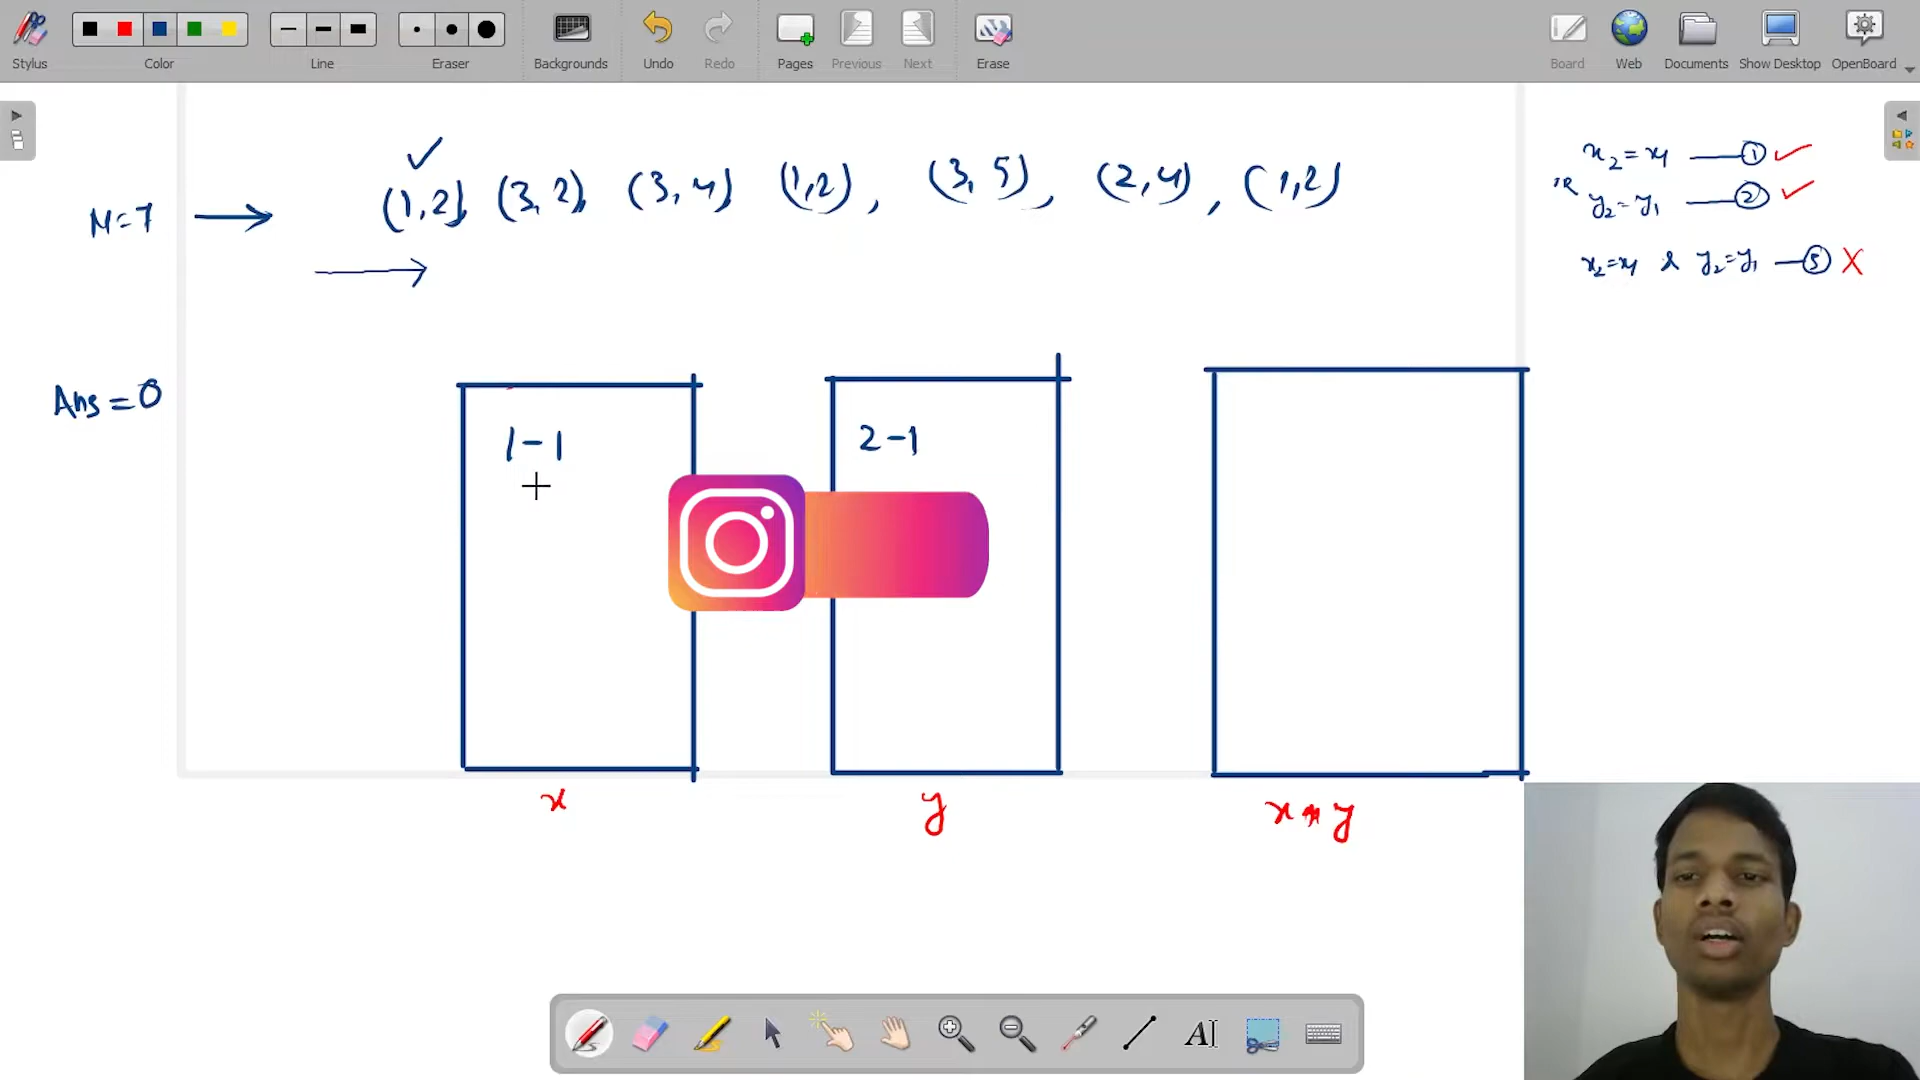 Stylus Color Line Eraser Backgrounds Undo Redo Pages Previous Next Erase Board Web Documents Show Desktop OpenBoard
M=7 → (1,2), (3,2), (3,4), (1,2), (3,5), (2,4), (1,2)
x₂=x₁ — ①
y₂=y₁ — ②
x₂=x₁ & y₂=y₁ — ③ X
Ans=0
1-1 2-1
x y x*y
AI